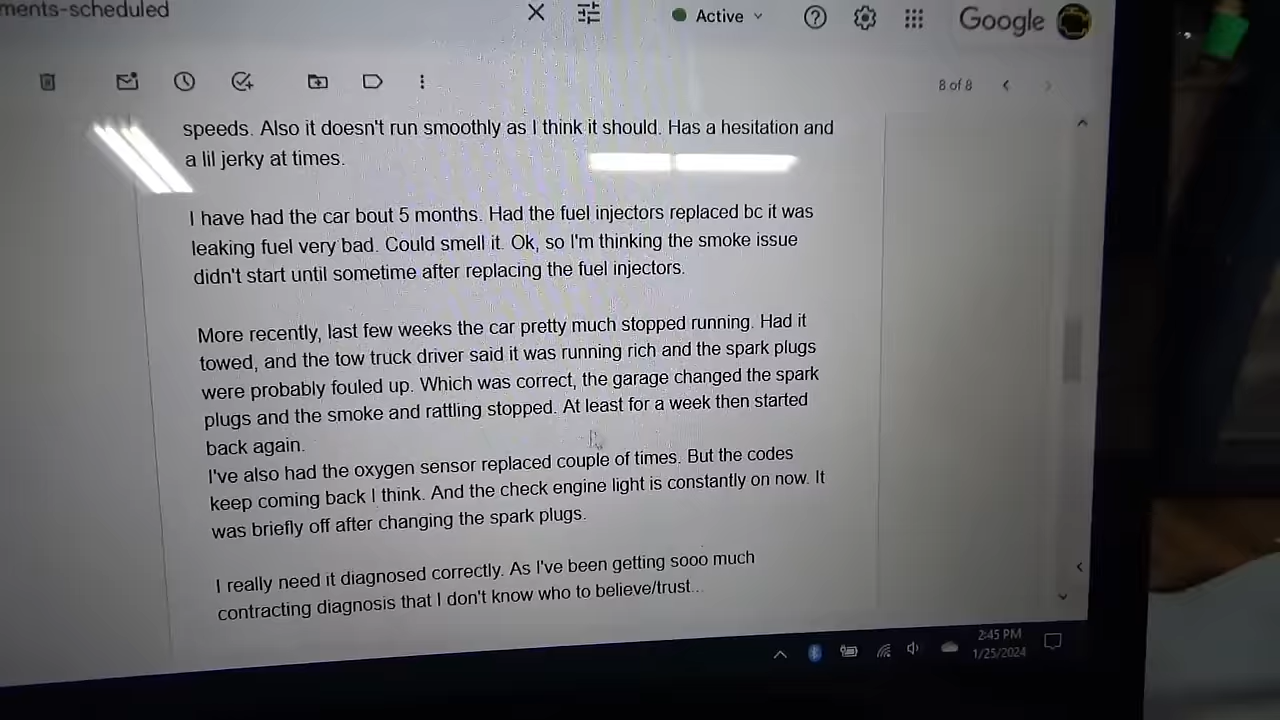 ments-scheduled
Active
Google
8 of 8
speeds. Also it doesn't run smoothly as I think it should. Has a hesitation and
a lil jerky at times.
I have had the car bout 5 months. Had the fuel injectors replaced bc it was
leaking fuel very bad. Could smell it. Ok, so I'm thinking the smoke issue
didn't start until sometime after replacing the fuel injectors.
More recently, last few weeks the car pretty much stopped running. Had it
towed, and the tow truck driver said it was running rich and the spark plugs
were probably fouled up. Which was correct, the garage changed the spark
plugs and the smoke and rattling stopped. At least for a week then started
back again.
I've also had the oxygen sensor replaced couple of times. But the codes
keep coming back I think. And the check engine light is constantly on now. It
was briefly off after changing the spark plugs.
I really need it diagnosed correctly. As I've been getting sooo much
contracting diagnosis that I don't know who to believe/trust...
2:45 PM
1/25/2024